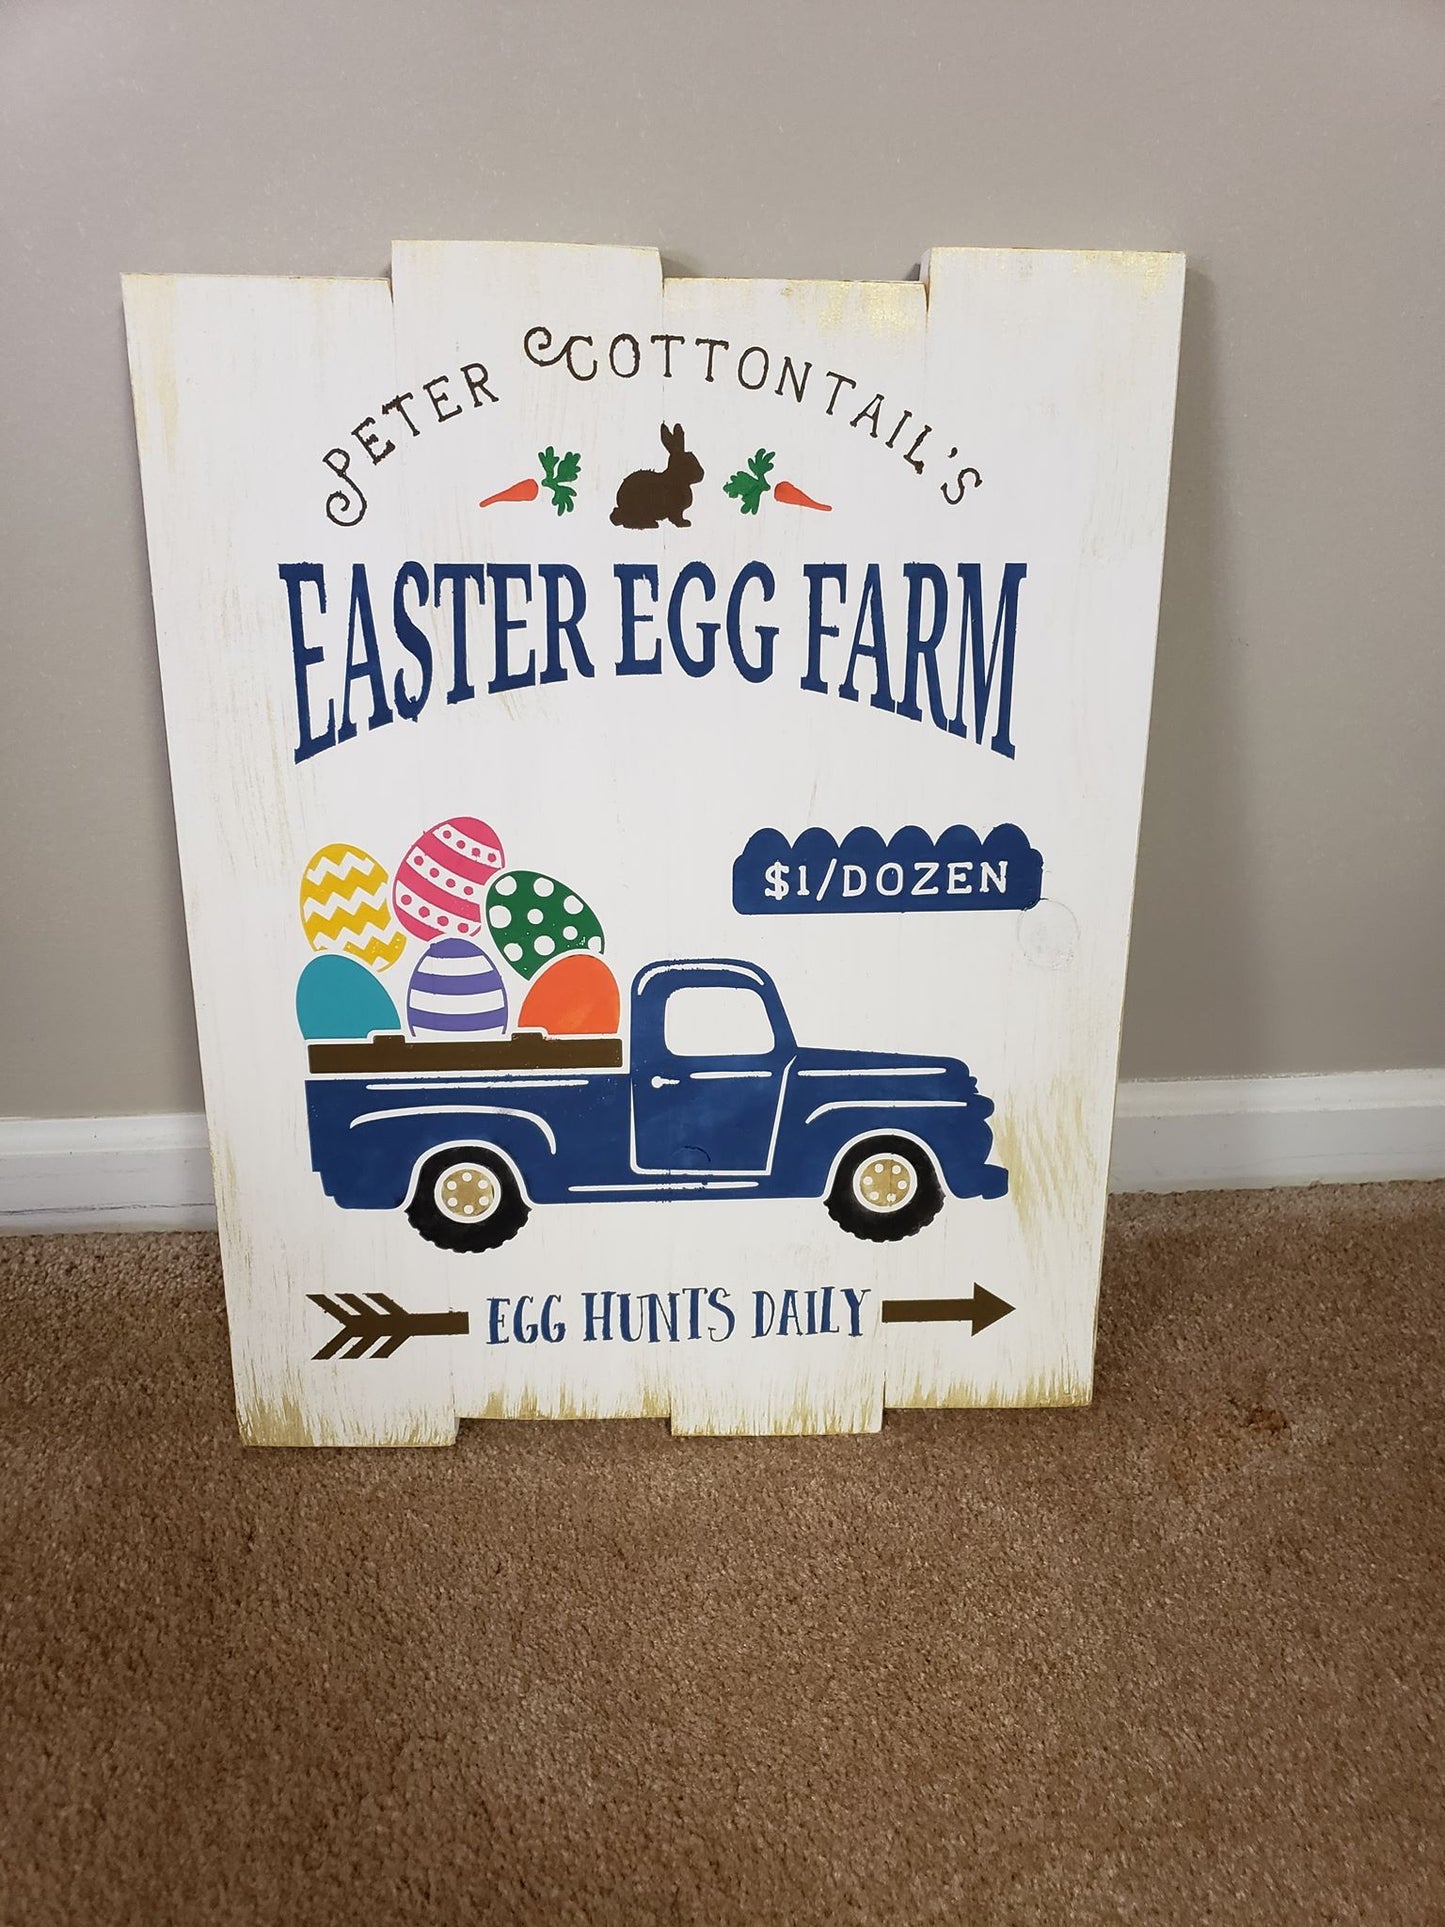 PETER COTTONTAIL'S
EASTER EGG FARM
$1/DOZEN
EGG HUNTS DAILY